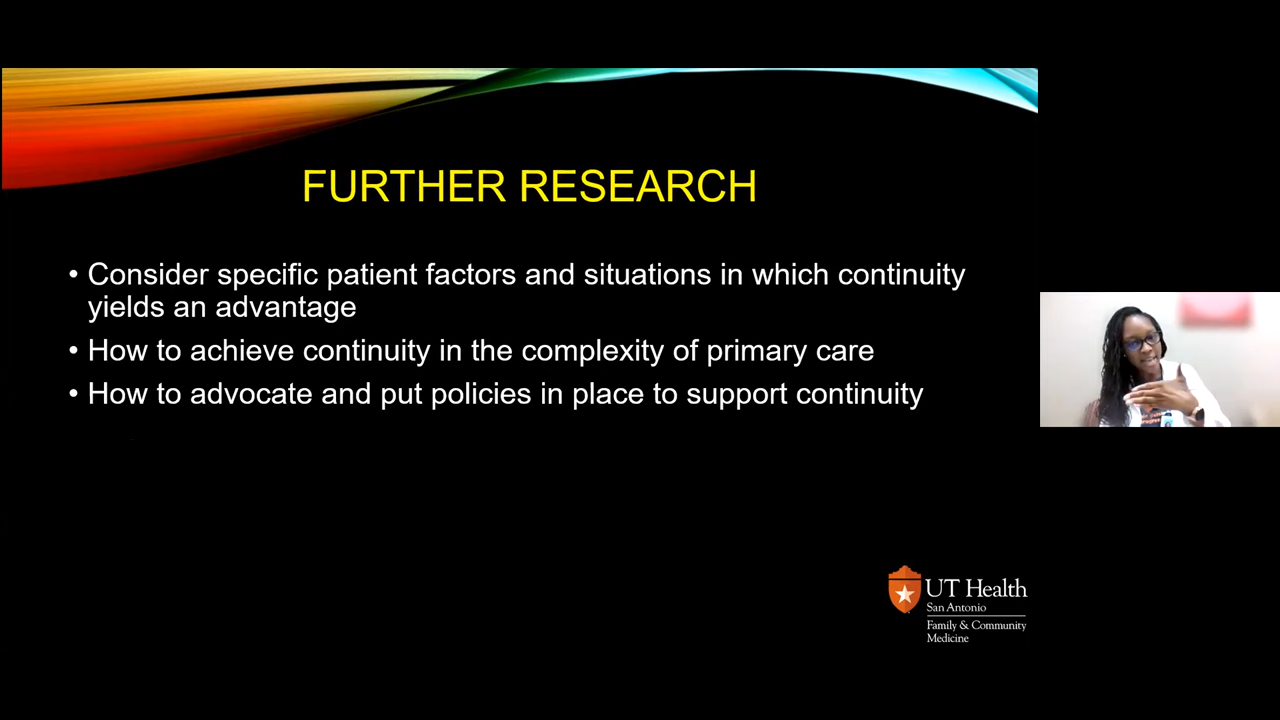 FURTHER RESEARCH
• Consider specific patient factors and situations in which continuity
yields an advantage
• How to achieve continuity in the complexity of primary care
• How to advocate and put policies in place to support continuity
UT Health
San Antonio
Family & Community
Medicine